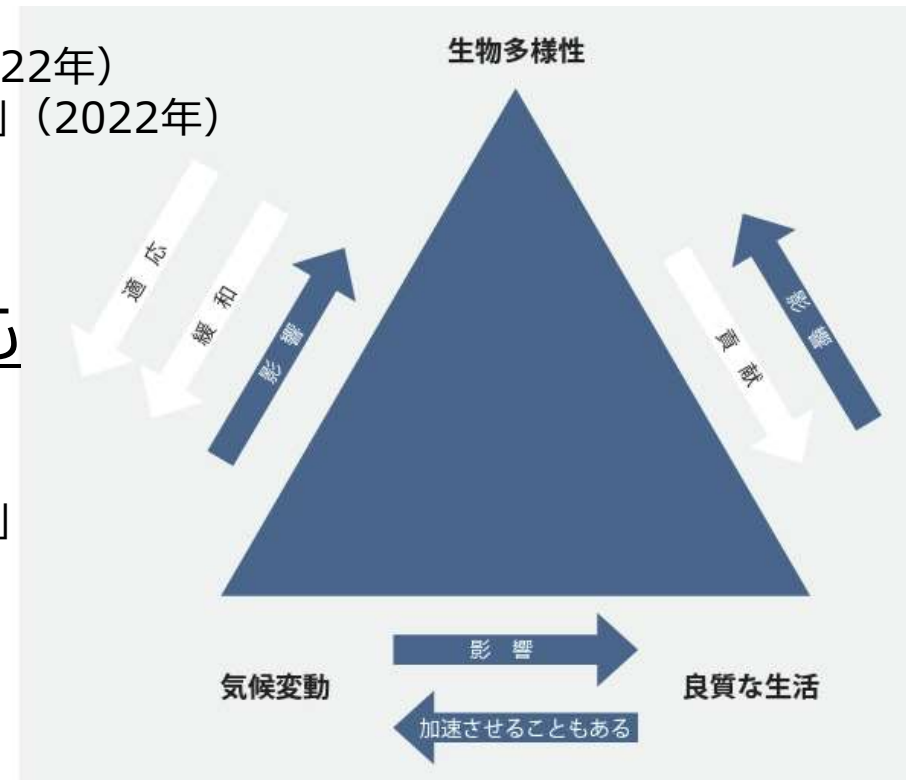 22年）
」（2022年）
生物多様性
適応
緩和
影響
貢献
影響
影響
気候変動
良質な生活
加速させることもある